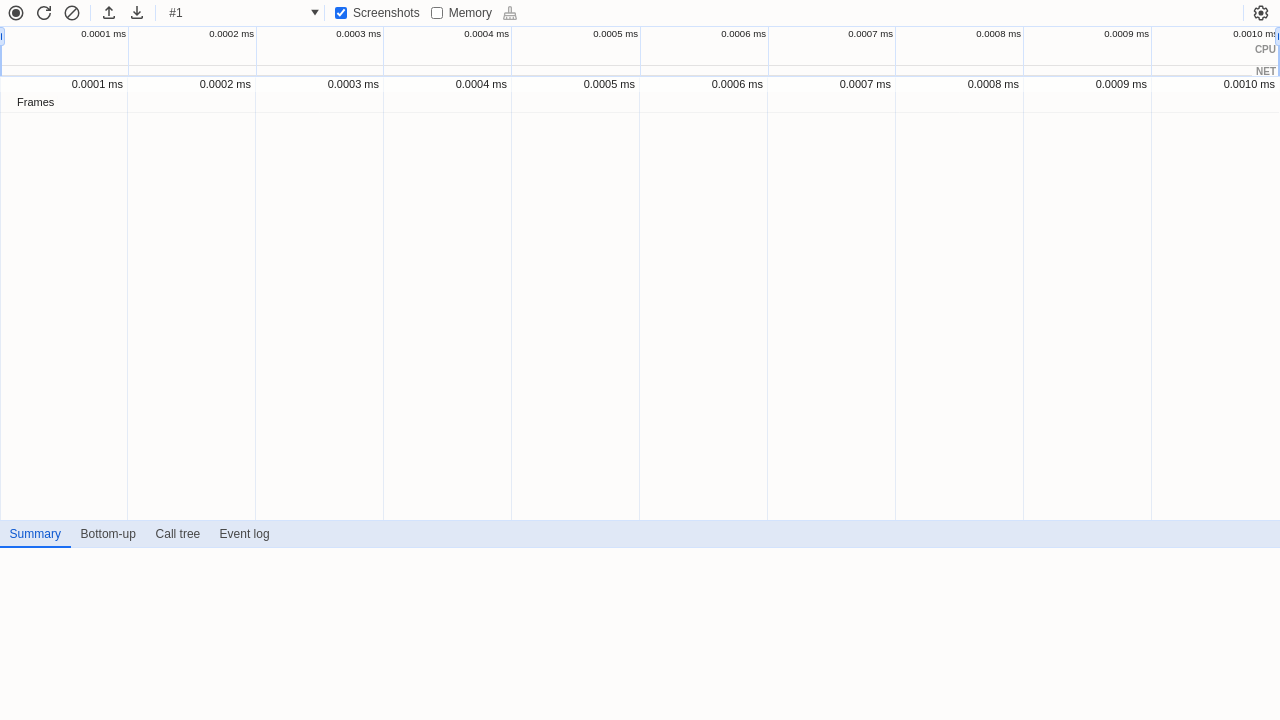 #1 Screenshots Memory
0.0001 ms 0.0002 ms 0.0003 ms 0.0004 ms 0.0005 ms 0.0006 ms 0.0007 ms 0.0008 ms 0.0009 ms 0.0010 ms
CPU
NET
0.0001 ms 0.0002 ms 0.0003 ms 0.0004 ms 0.0005 ms 0.0006 ms 0.0007 ms 0.0008 ms 0.0009 ms 0.0010 ms
Frames
Summary Bottom-up Call tree Event log